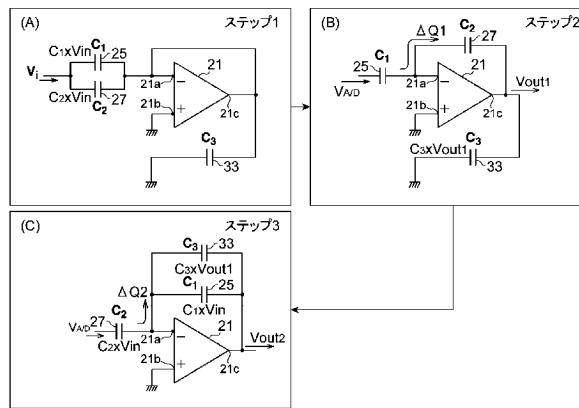 (A)
ステップ1
C1
C1xVin
25
Vi
C2xVin
27
C2
21
21a
21b
21c
C3
33
(B)
ステップ2
ΔQ1
C2
27
C1
25
21
21a
VA/D
Vout1
21b
21c
C3
C3xVout1
33
(C)
ステップ3
C3
33
C3xVout1
ΔQ2
C1
25
C1xVin
C2
VA/D
27
C2xVin
21
21a
Vout2
21b
21c